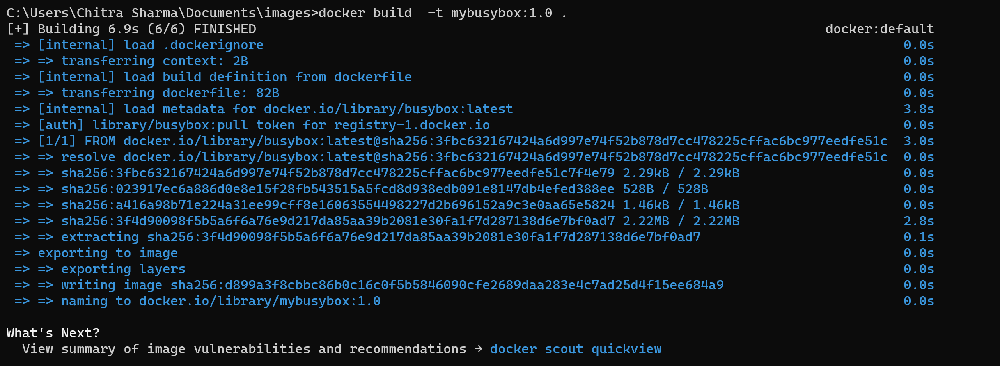 C:\Users\Chitra Sharma\Documents\images>docker build  -t mybusybox:1.0 .
[+] Building 6.9s (6/6) FINISHED docker:default
=> [internal] load .dockerignore 0.0s
=> => transferring context: 2B 0.0s
=> [internal] load build definition from dockerfile 0.0s
=> => transferring dockerfile: 82B 0.0s
=> [internal] load metadata for docker.io/library/busybox:latest 3.8s
=> [auth] library/busybox:pull token for registry-1.docker.io 0.0s
=> [1/1] FROM docker.io/library/busybox:latest@sha256:3fbc632167424a6d997e74f52b878d7cc478225cffac6bc977eedfe51c 3.0s
=> => resolve docker.io/library/busybox:latest@sha256:3fbc632167424a6d997e74f52b878d7cc478225cffac6bc977eedfe51c 0.0s
=> => sha256:3fbc632167424a6d997e74f52b878d7cc478225cffac6bc977eedfe51c7f4e79 2.29kB / 2.29kB 0.0s
=> => sha256:023917ec6a886d0e8e15f28fb543515a5fcd8d938edb091e8147db4efed388ee 528B / 528B 0.0s
=> => sha256:a416a98b71e224a31ee99cff8e16063554498227d2b696152a9c3e0aa65e5824 1.46kB / 1.46kB 0.0s
=> => sha256:3f4d90098f5b5a6f6a76e9d217da85aa39b2081e30fa1f7d287138d6e7bf0ad7 2.22MB / 2.22MB 2.8s
=> => extracting sha256:3f4d90098f5b5a6f6a76e9d217da85aa39b2081e30fa1f7d287138d6e7bf0ad7 0.1s
=> exporting to image 0.0s
=> => exporting layers 0.0s
=> => writing image sha256:d899a3f8cbbc86b0c16c0f5b5846090cfe2689daa283e4c7ad25d4f15ee684a9 0.0s
=> => naming to docker.io/library/mybusybox:1.0 0.0s
What's Next?
View summary of image vulnerabilities and recommendations → docker scout quickview